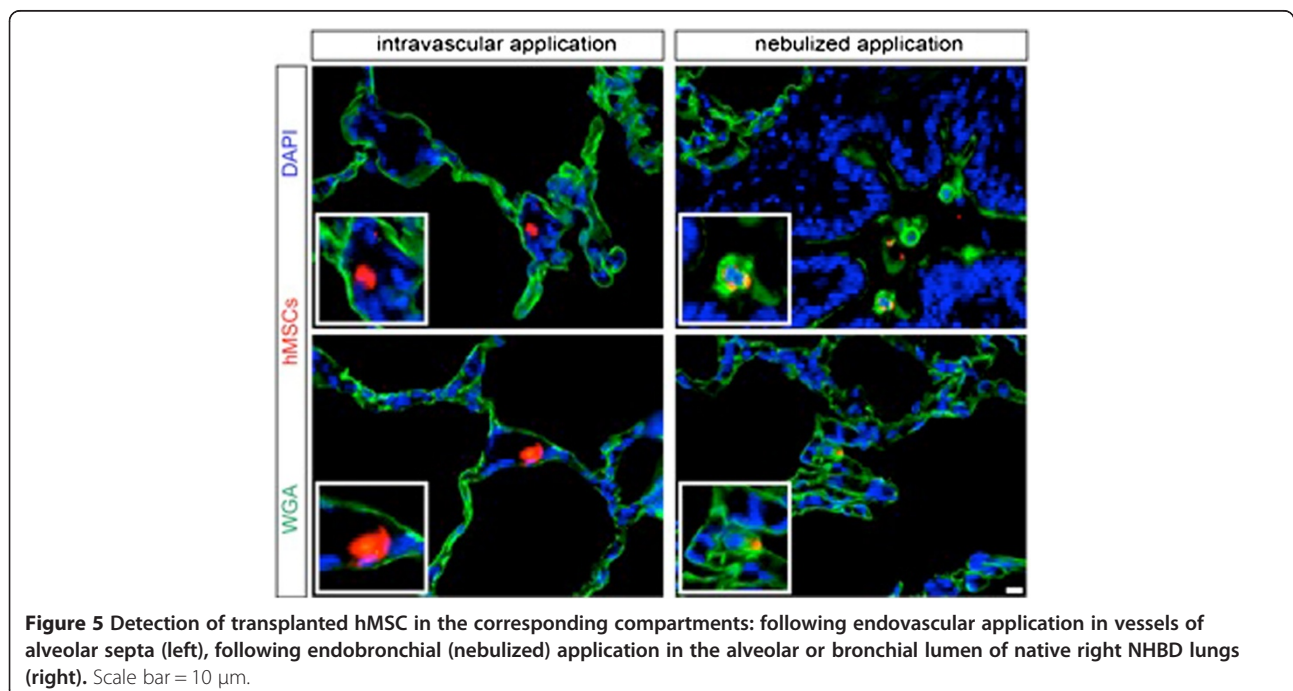 intravascular application
nebulized application
DAPI
hMSCs
WGA
Figure 5 Detection of transplanted hMSC in the corresponding compartments: following endovascular application in vessels of
alveolar septa (left), following endobronchial (nebulized) application in the alveolar or bronchial lumen of native right NHBD lungs
(right). Scale bar = 10 μm.